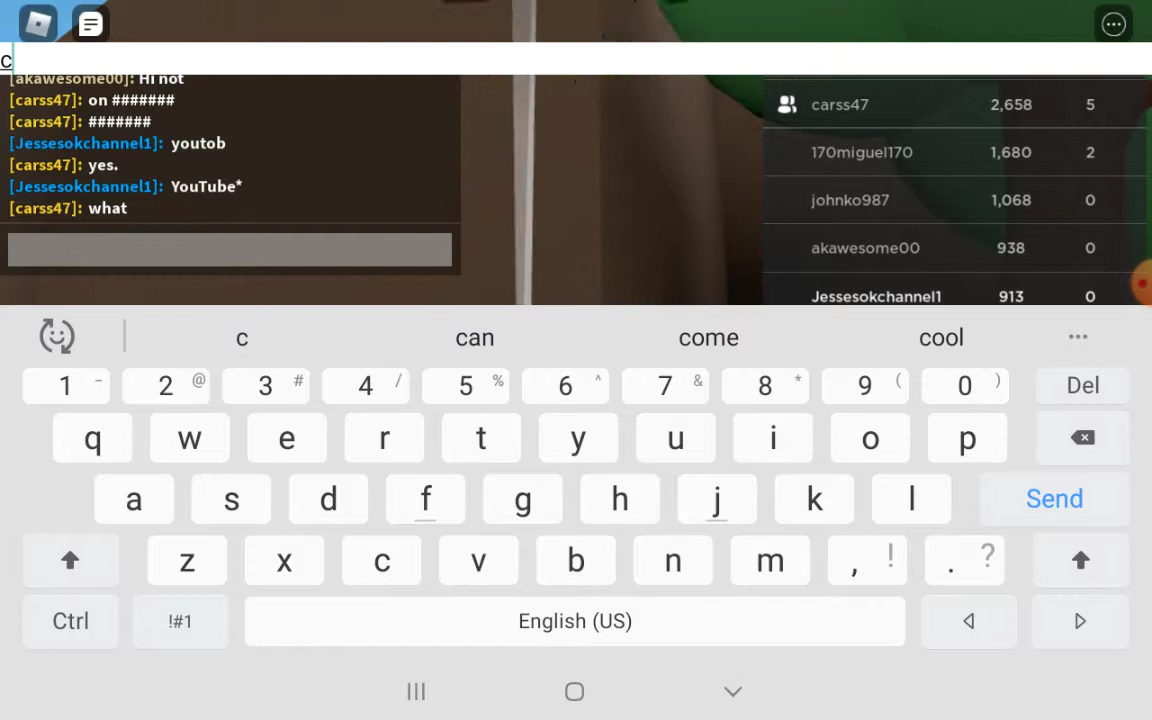 c
[akawesome00]: Hi not
[carss47]: on #######
[carss47]: #######
[Jessesokchannel1]: youtob
[carss47]: yes.
[Jessesokchannel1]: YouTube*
[carss47]: what
carss47 2,658 5
170miguel170 1,680 2
johnko987 1,068 0
akawesome00 938 0
Jessesokchannel1 913 0
c can come cool
1 - 2 @ 3 # 4 / 5 % 6 ^ 7 & 8 * 9 ( 0 ) Del
q w e r t y u i o p
a s d f g h j k l Send
z x c v b n m , ! . ?
Ctrl !#1 English (US)